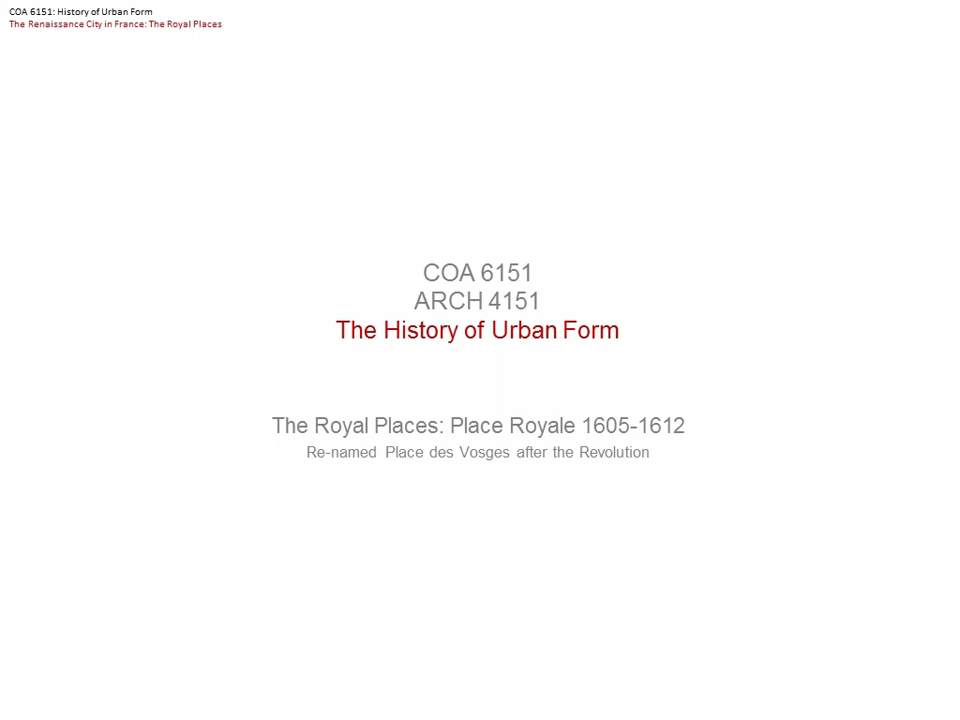 COA 6151: History of Urban Form
The Renaissance City in France: The Royal Places
COA 6151
ARCH 4151
The History of Urban Form
The Royal Places: Place Royale 1605-1612
Re-named Place des Vosges after the Revolution